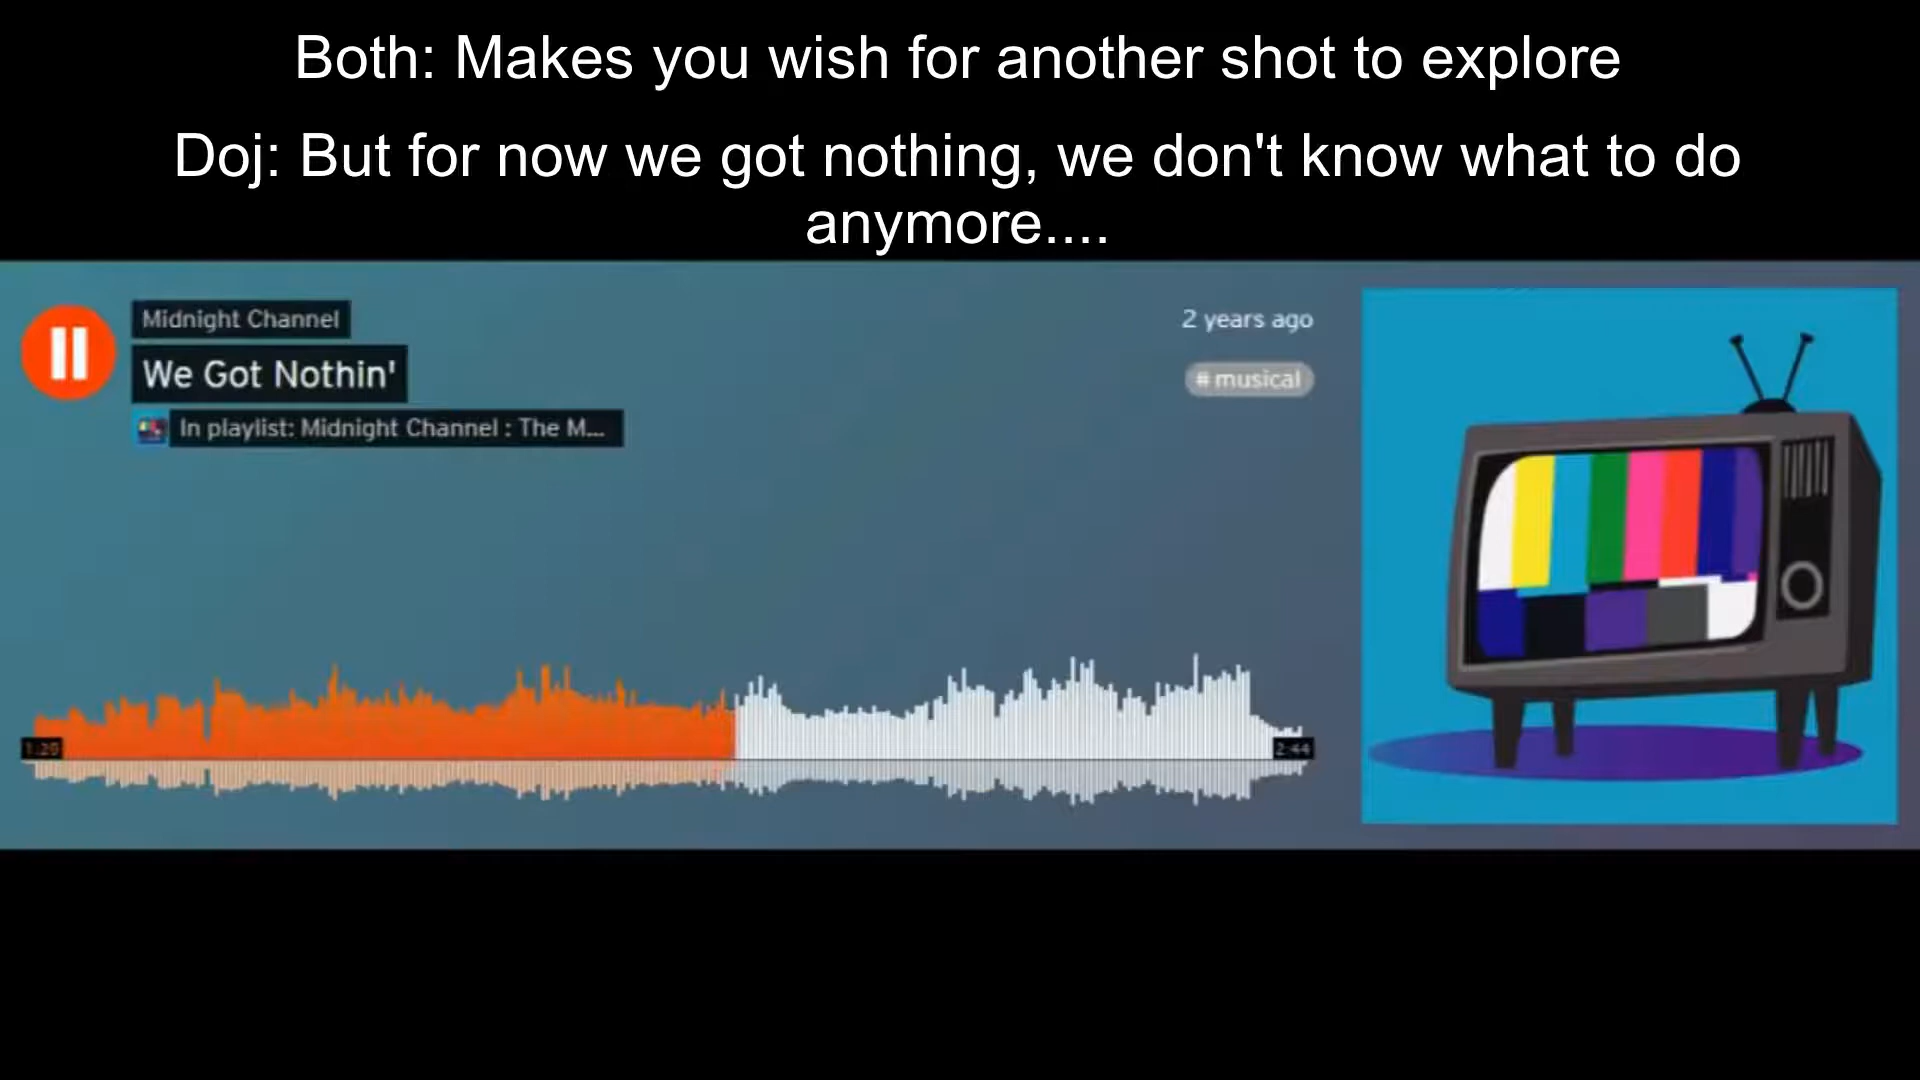 Both: Makes you wish for another shot to explore
Doj: But for now we got nothing, we don't know what to do
anymore....
Midnight Channel
2 years ago
We Got Nothin'
# musical
In playlist: Midnight Channel : The M...
2:44